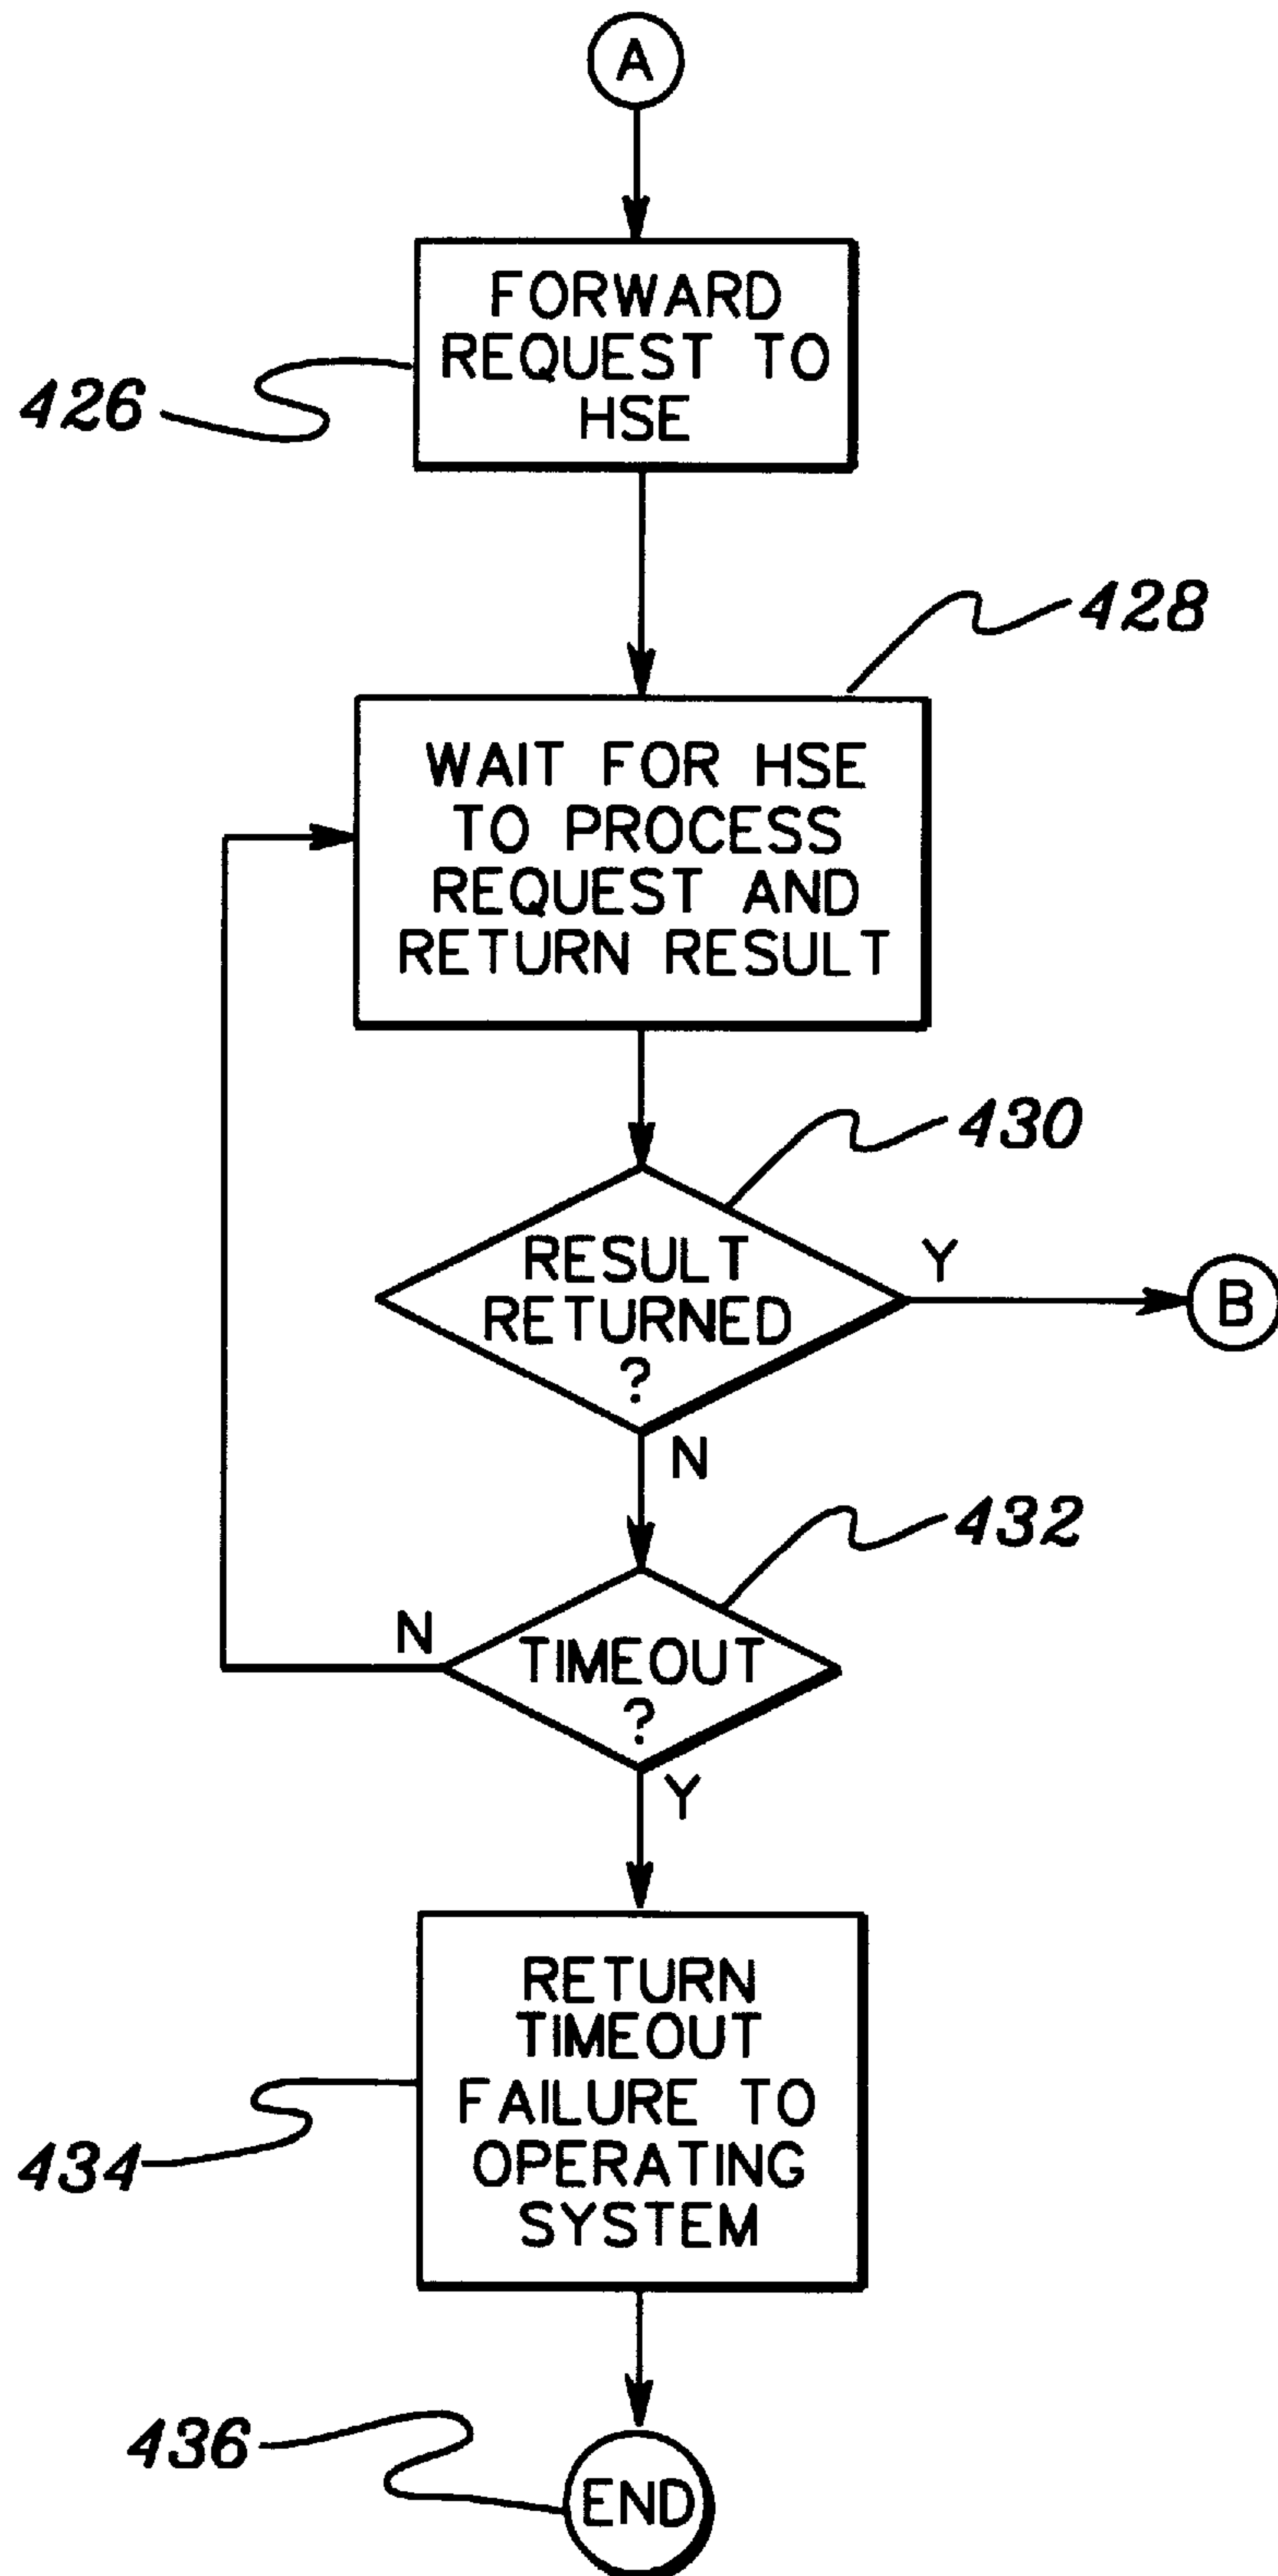 A
FORWARD
REQUEST TO
HSE
426
428
WAIT FOR HSE
TO PROCESS
REQUEST AND
RETURN RESULT
430
RESULT
RETURNED
?
Y
B
N
432
N
TIMEOUT
?
Y
RETURN
TIMEOUT
FAILURE TO
OPERATING
SYSTEM
434
436
END